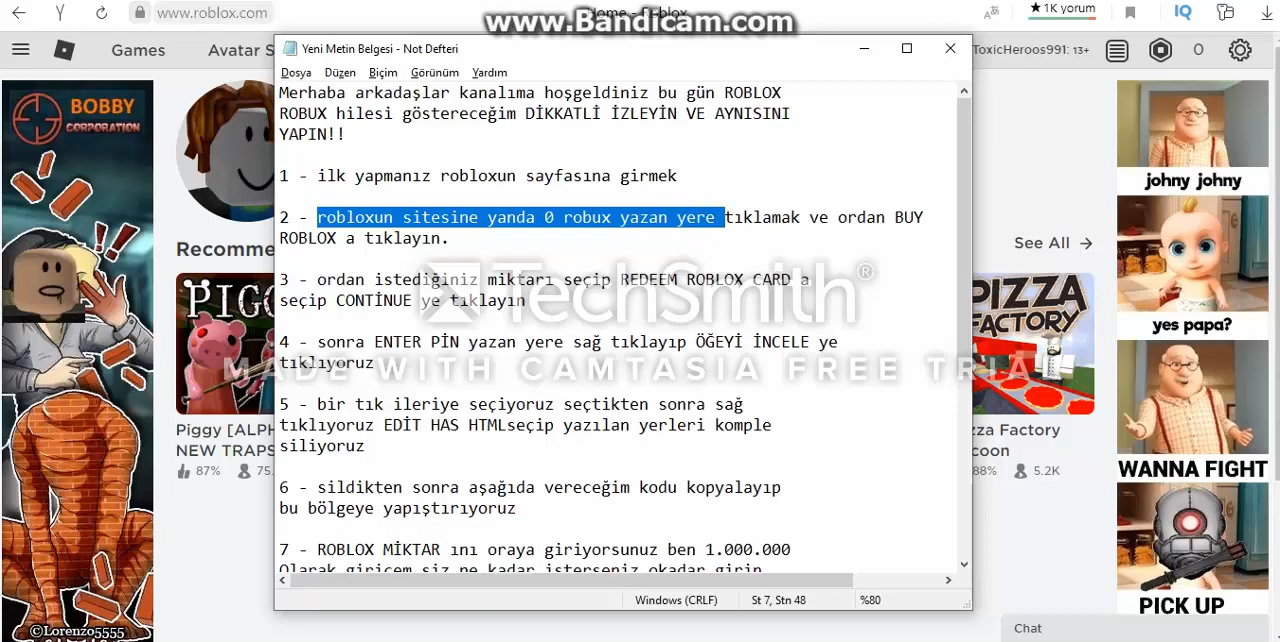 www.roblox.com
Home - Roblox
www.Bandicam.com
1K yorum
IQ
Games
Avatar S
ToxicHeroos991: 13+
0
Yeni Metin Belgesi - Not Defteri
Dosya Düzen Biçim Görünüm Yardım
Merhaba arkadaşlar kanalıma hoşgeldiniz bu gün ROBLOX
ROBUX hilesi göstereceğim DİKKATLİ İZLEYİN VE AYNISINI
YAPIN!!
1 - ilk yapmanız robloxun sayfasına girmek
2 - robloxun sitesine yanda 0 robux yazan yere tıklamak ve ordan BUY
ROBLOX a tıklayın.
3 - ordan istediğiniz miktarı seçip REDEEM ROBLOX CARD a
seçip CONTİNUE ye tıklayın
4 - sonra ENTER PİN yazan yere sağ tıklayıp ÖĞEYİ İNCELE ye
tıklıyoruz
5 - bir tık ileriye seçiyoruz seçtikten sonra sağ
tıklıyoruz EDİT HAS HTMLseçip yazılan yerleri komple
siliyoruz
6 - sildikten sonra aşağıda vereceğim kodu kopyalayıp
bu bölgeye yapıştırıyoruz
7 - ROBLOX MİKTAR ını oraya giriyorsunuz ben 1.000.000
Olarak giricem siz ne kadar isterseniz okadar girin
Windows (CRLF)
St 7, Stn 48
%80
TechSmith®
MADE WITH CAMTASIA FREE TRIAL
BOBBY
CORPORATION
©Lorenzo5555
Recomme
See All
PIGG
Piggy [ALPH
NEW TRAPS
87%
75.
PIZZA
FACTORY
zza Factory
coon
88%
5.2K
johny johny
yes papa?
WANNA FIGHT
PICK UP
Chat